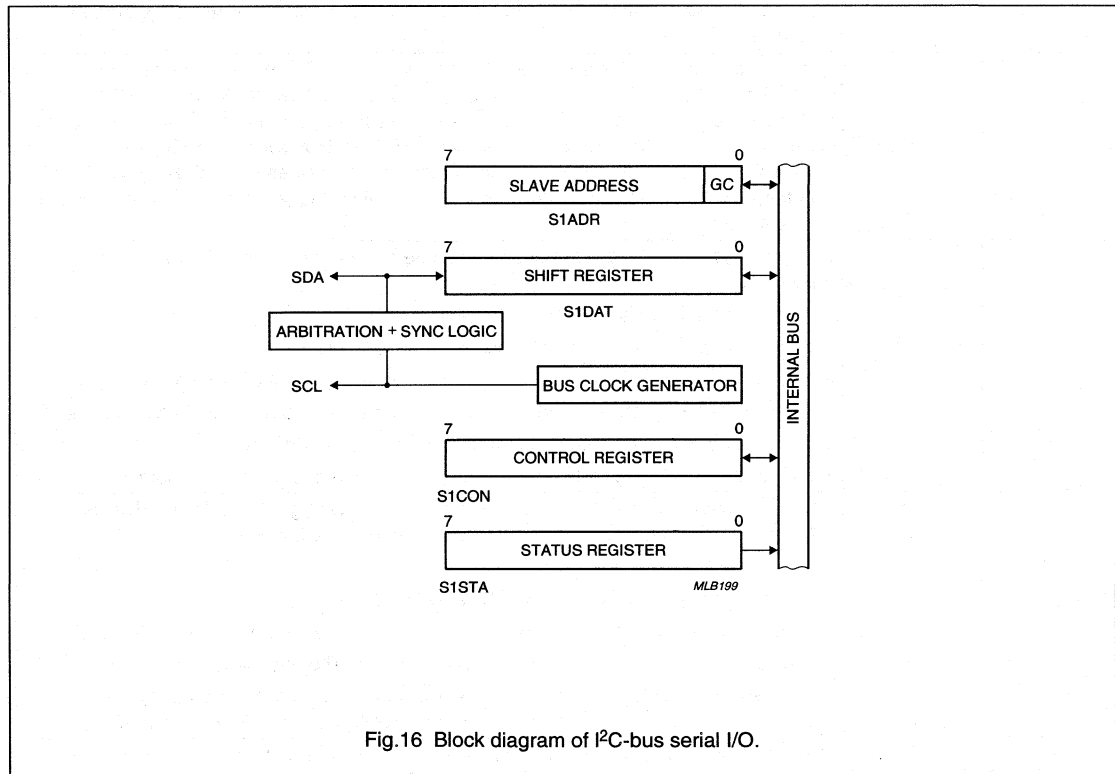 7 0
SLAVE ADDRESS GC
S1ADR
7 0
SDA SHIFT REGISTER
S1DAT
ARBITRATION + SYNC LOGIC
SCL BUS CLOCK GENERATOR
7 0
CONTROL REGISTER
S1CON
7 0
STATUS REGISTER
S1STA MLB199
INTERNAL BUS
Fig.16 Block diagram of I²C-bus serial I/O.